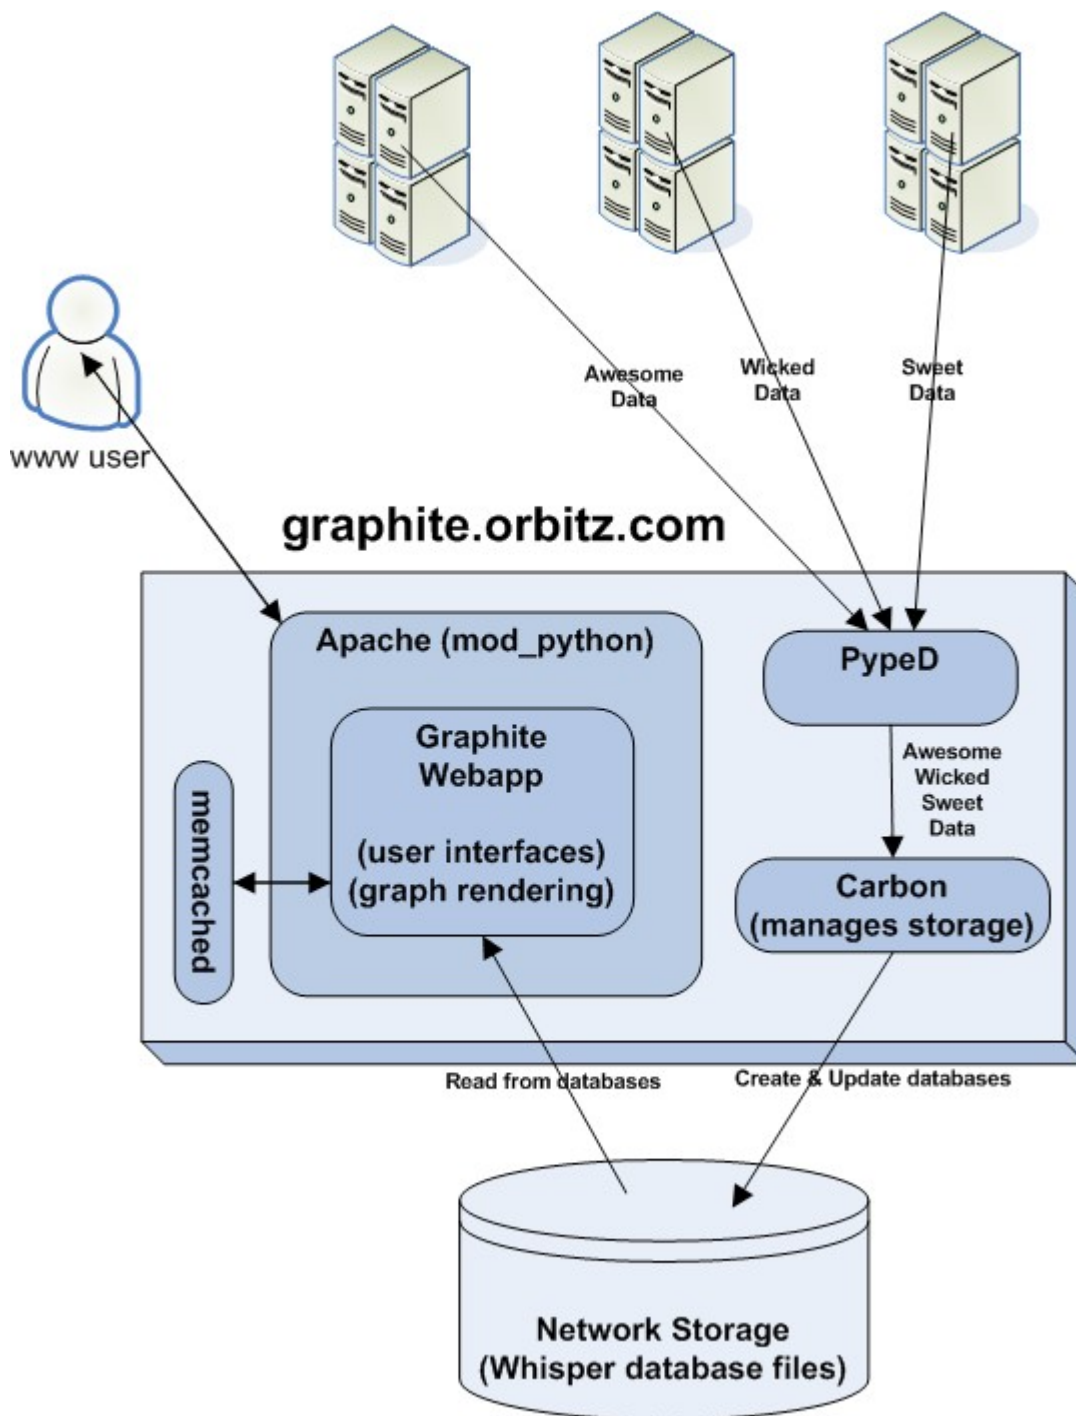 Awesome
Data
Wicked
Data
Sweet
Data
www user
graphite.orbitz.com
Apache (mod_python)
Graphite
Webapp
(user interfaces)
(graph rendering)
memcached
PypeD
Awesome
Wicked
Sweet
Data
Carbon
(manages storage)
Read from databases
Create & Update databases
Network Storage
(Whisper database files)